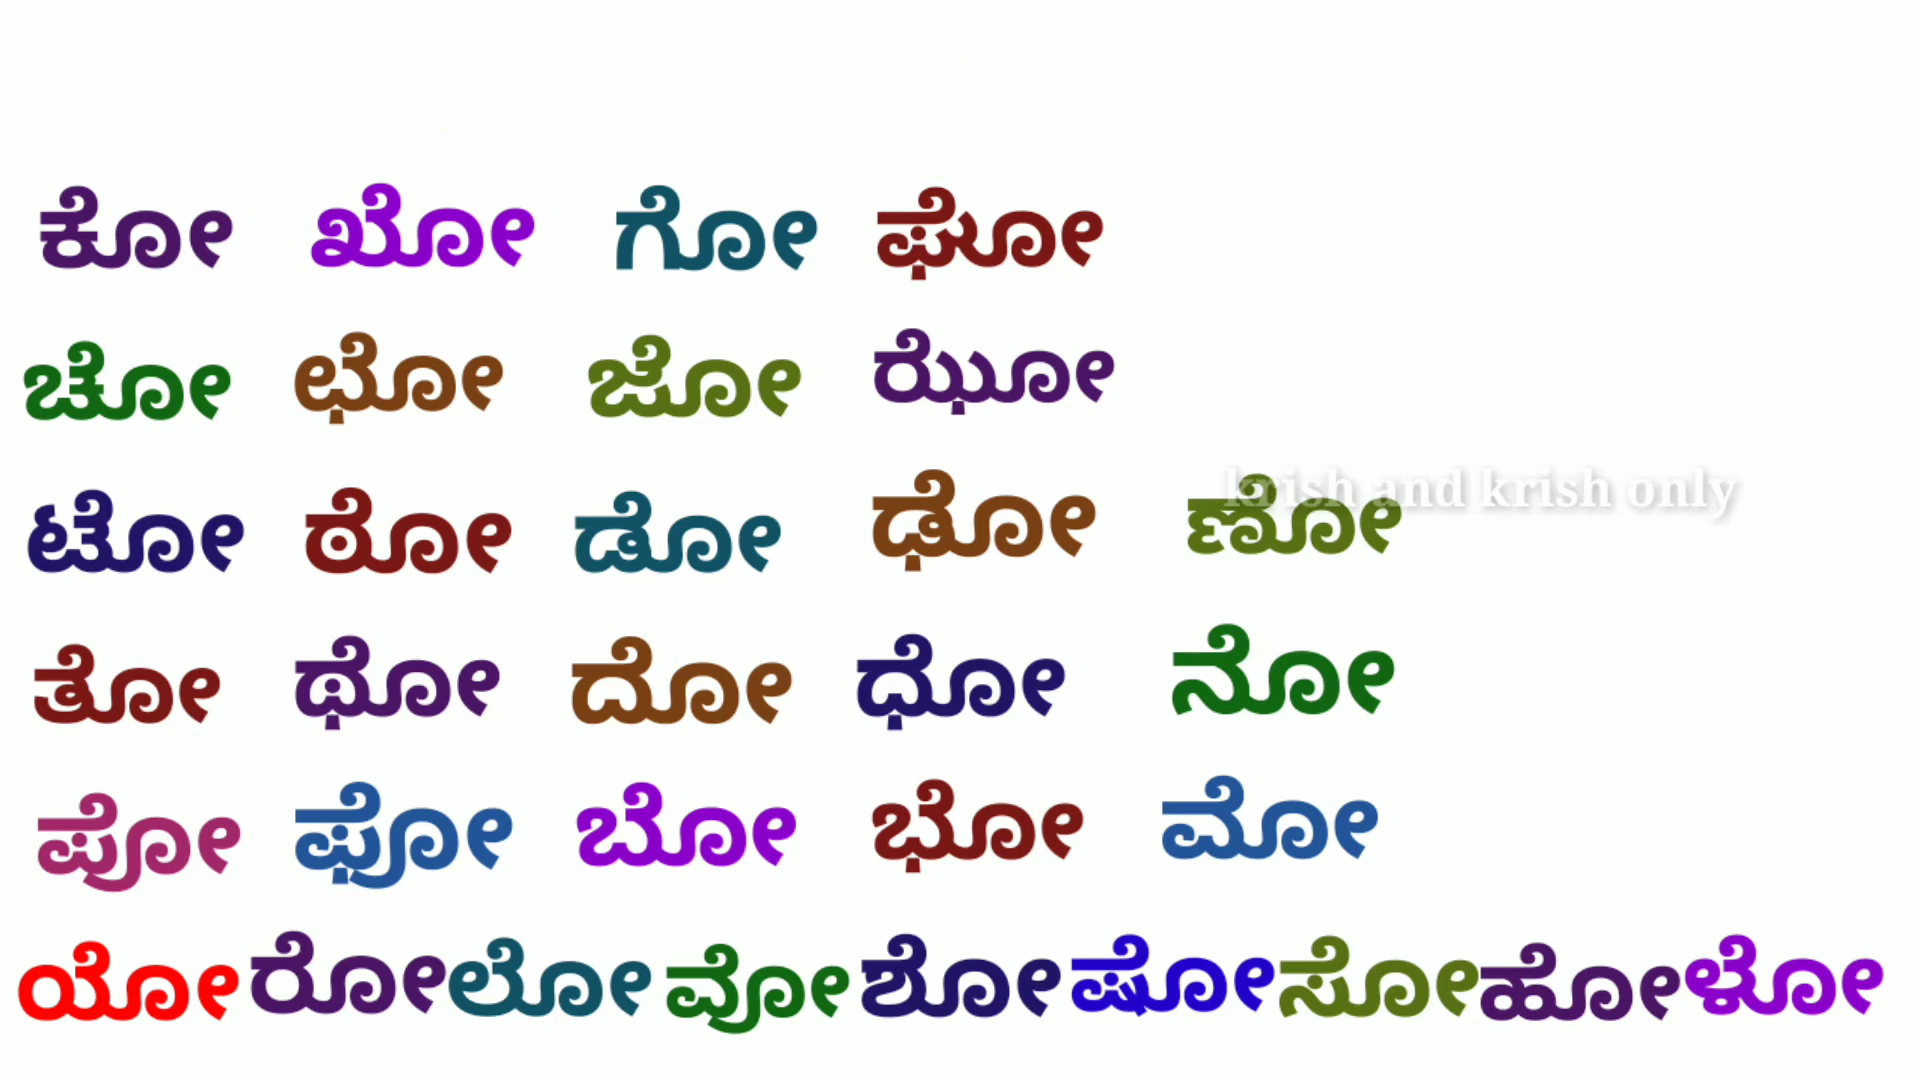 ಕೋ ಖೋ ಗೋ ಘೋ
ಚೋ ಛೋ ಜೋ ಝೋ
ಟೋ ಠೋ ಡೋ ಢೋ ಣೋ
krish and krish only
ತೋ ಥೋ ದೋ ಧೋ ನೋ
ಪೋ ಫೋ ಬೋ ಭೋ ಮೋ
ಯೋ ರೋ ಲೋ ವೋ ಶೋ ಷೋ ಸೋ ಹೋ ಳೋ